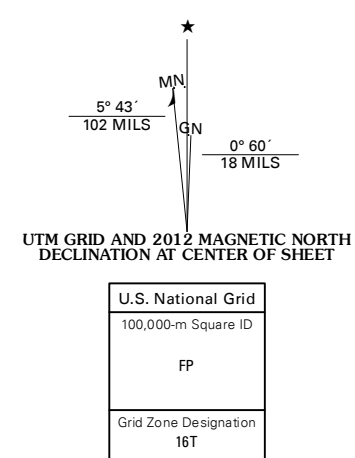 ★
MN
5° 43´
102 MILS
GN
0° 60´
18 MILS
UTM GRID AND 2012 MAGNETIC NORTH
DECLINATION AT CENTER OF SHEET
U.S. National Grid
100,000-m Square ID
FP
Grid Zone Designation
16T